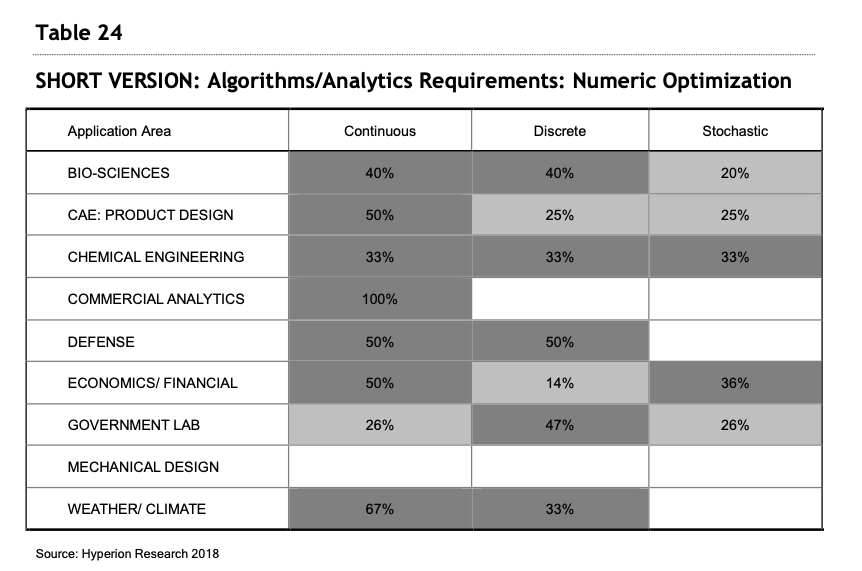 Table 24
SHORT VERSION: Algorithms/Analytics Requirements: Numeric Optimization
Application Area Continuous Discrete Stochastic
BIO-SCIENCES 40% 40% 20%
CAE: PRODUCT DESIGN 50% 25% 25%
CHEMICAL ENGINEERING 33% 33% 33%
COMMERCIAL ANALYTICS 100%
DEFENSE 50% 50%
ECONOMICS/ FINANCIAL 50% 14% 36%
GOVERNMENT LAB 26% 47% 26%
MECHANICAL DESIGN
WEATHER/ CLIMATE 67% 33%
Source: Hyperion Research 2018